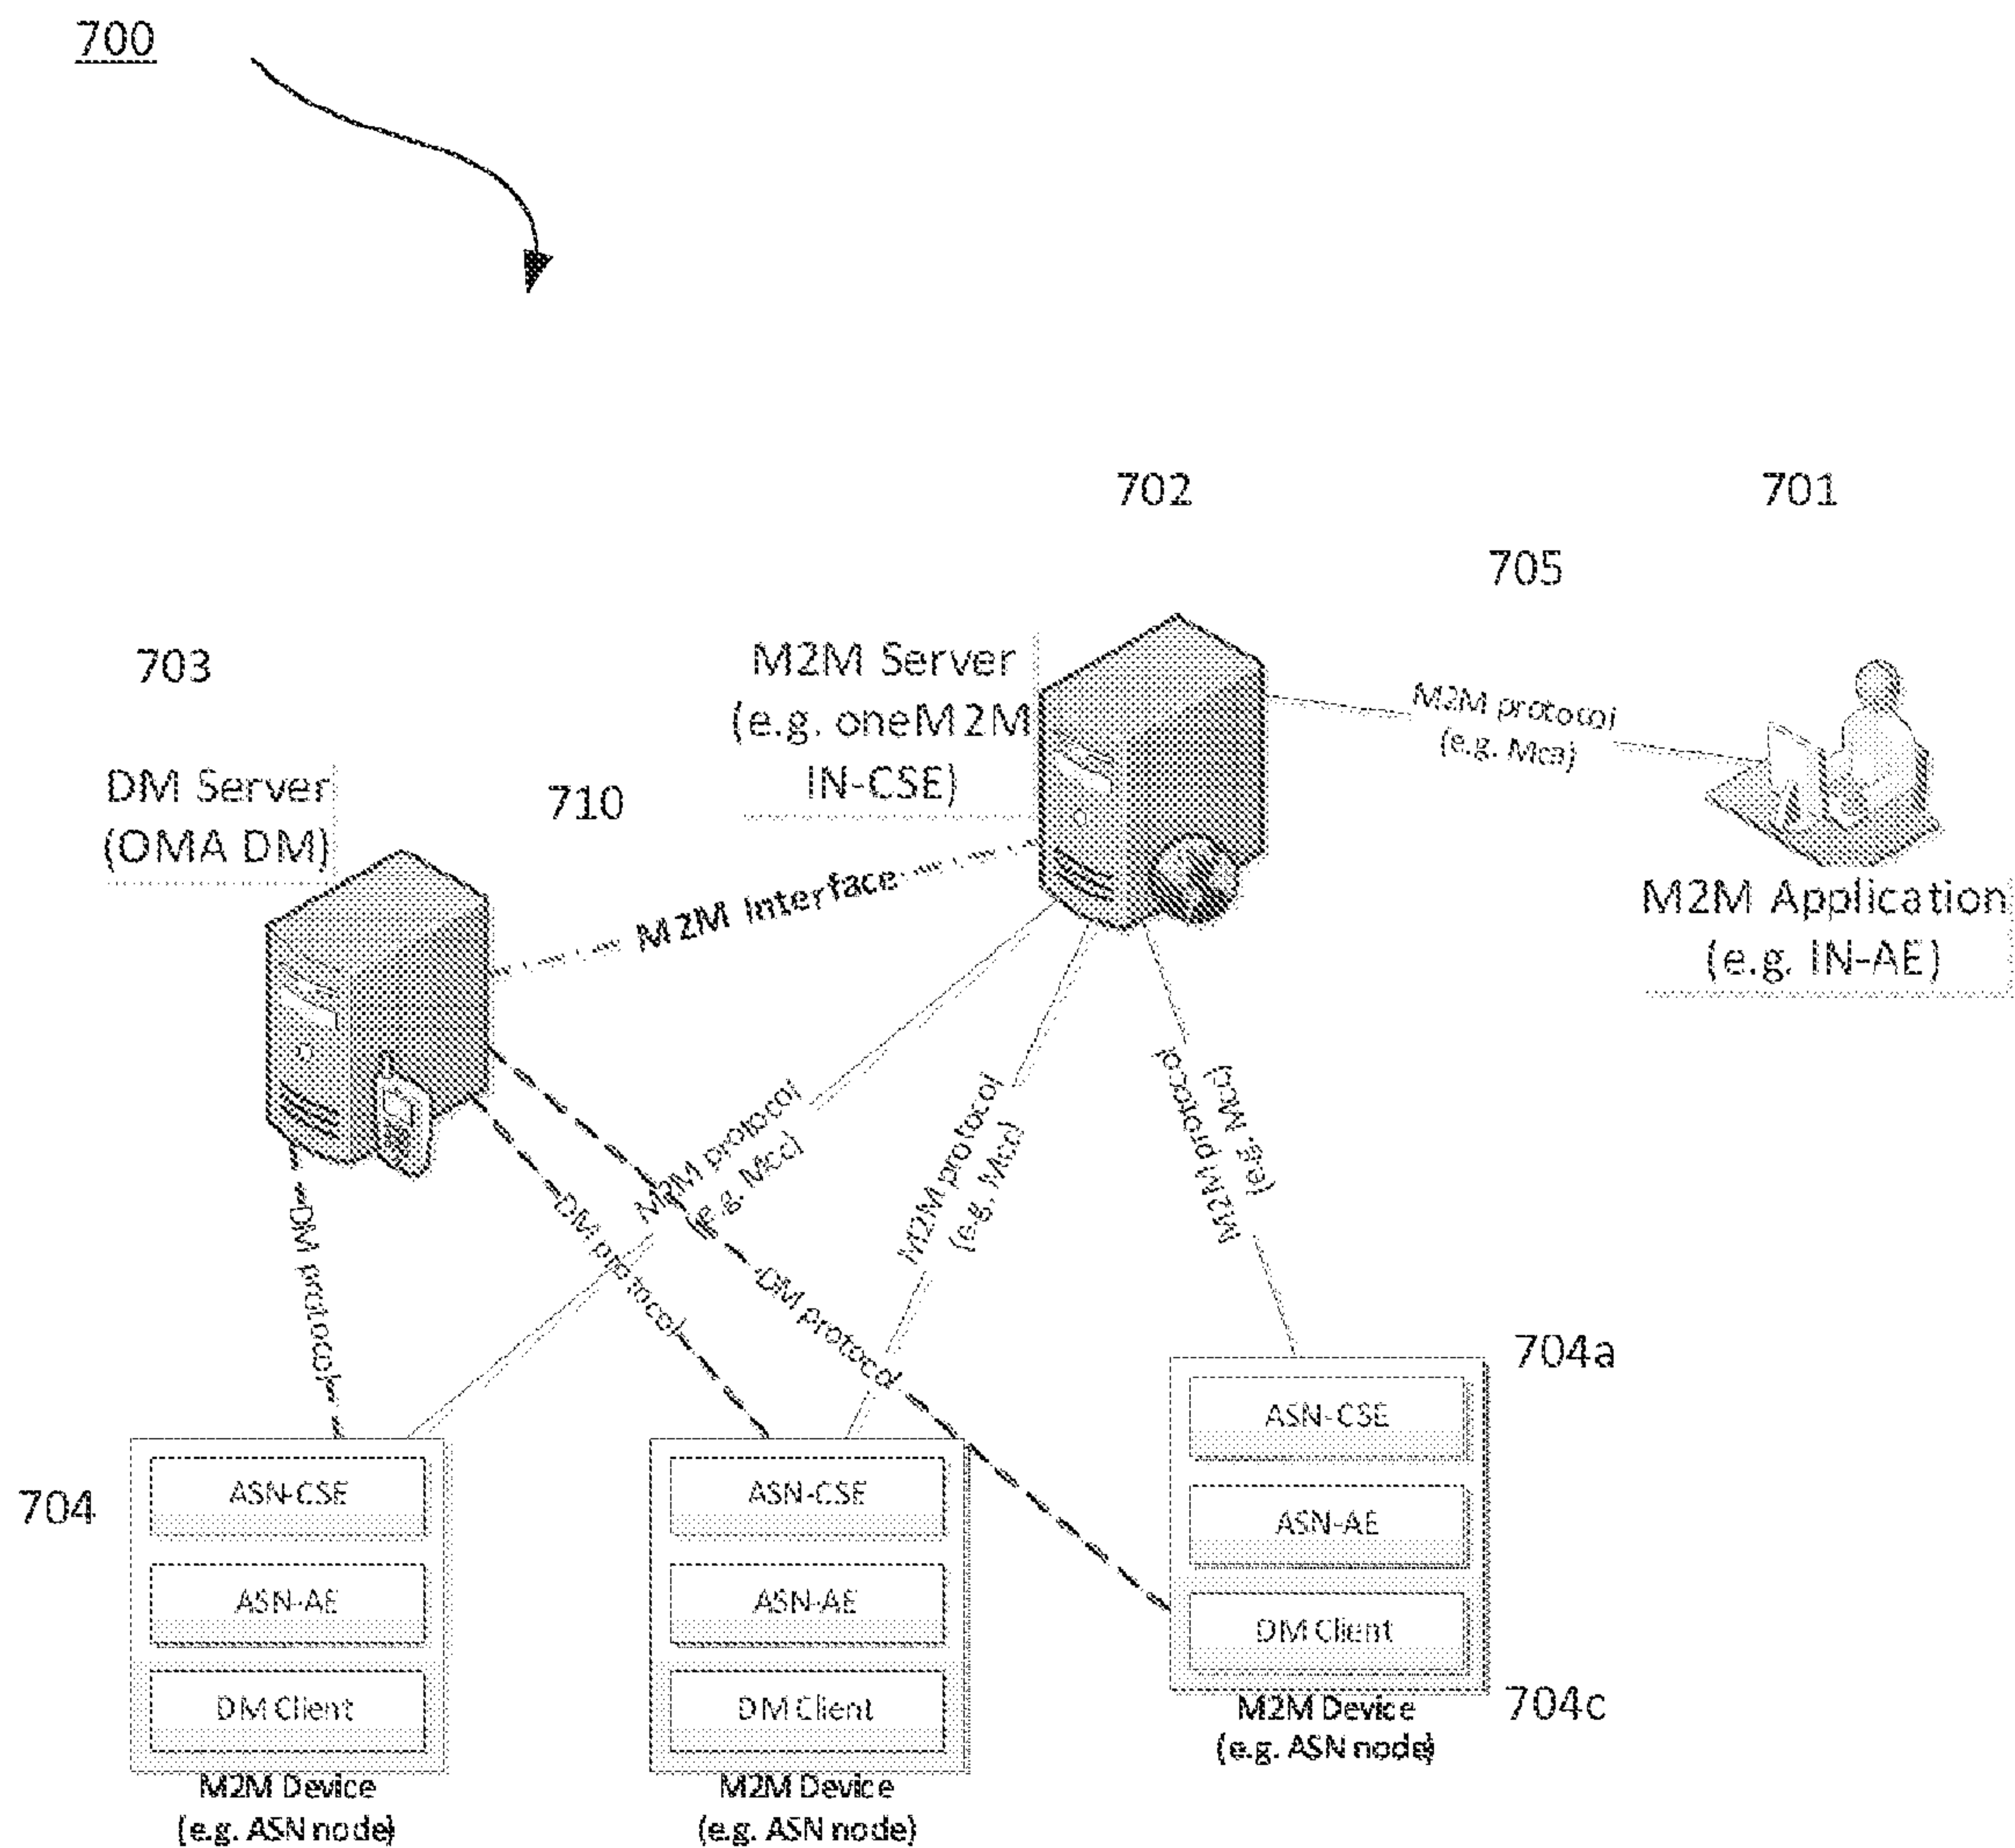 700
702
701
705
703
M2M Server
(e.g. oneM2M
IN-CSE)
M2M protocol
(e.g. Mca)
DM Server
(OMA DM)
710
M2M Interface
M2M Application
(e.g. IN-AE)
M2M protocol
(e.g. Mcc)
M2M protocol
(e.g. Mcc)
M2M protocol
(e.g. Mcc)
DM protocol
DM protocol
DM protocol
704a
704
ASN-CSE
ASN-AE
DM Client
M2M Device
(e.g. ASN node)
ASN-CSE
ASN-AE
DM Client
M2M Device
(e.g. ASN node)
ASN-CSE
ASN-AE
DM Client
704c
M2M Device
(e.g. ASN node)